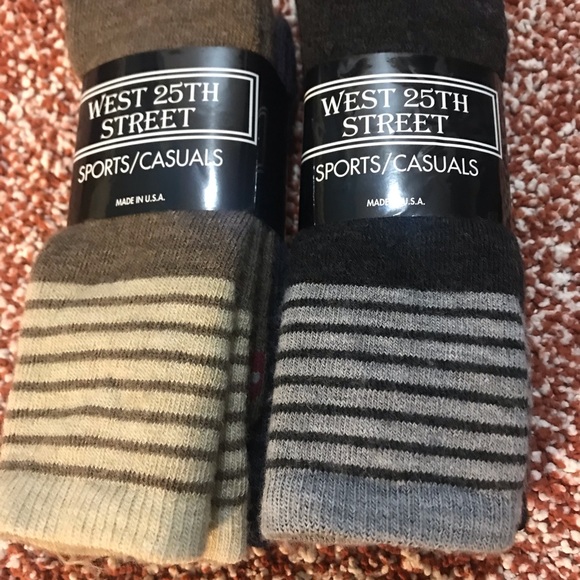 WEST 25TH
STREET
SPORTS/CASUALS
MADE IN U.S.A.
WEST 25TH
STREET
SPORTS/CASUALS
MADE U.S.A.